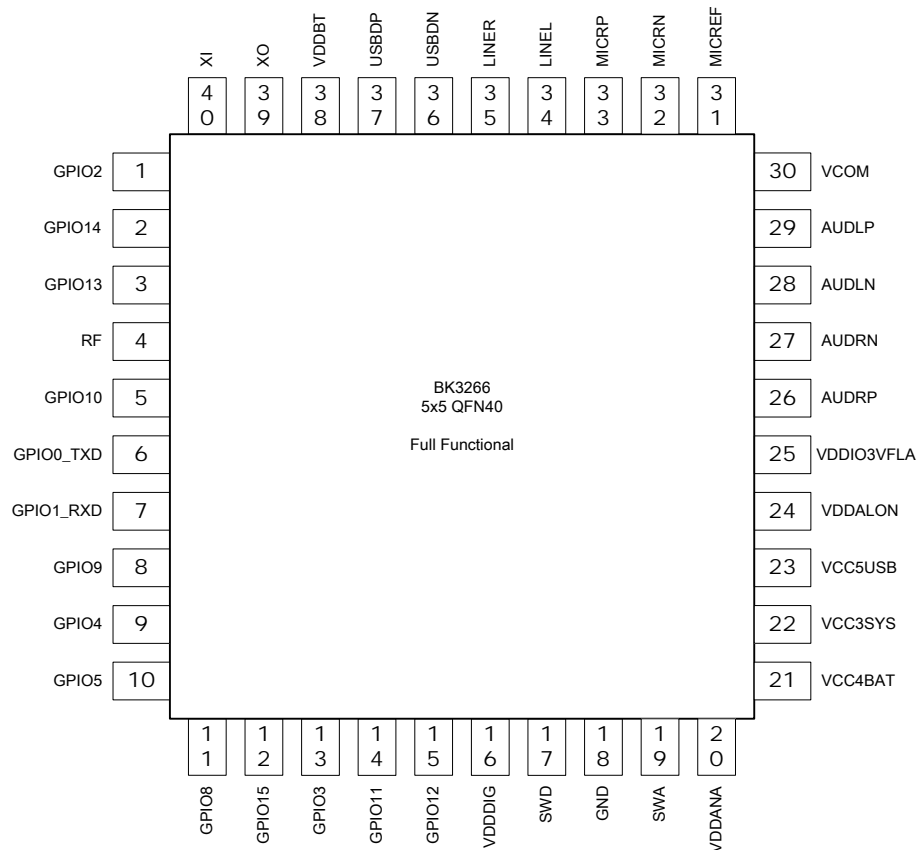 XI
XO
VDDBT
USBDP
USBDN
LINER
LINEL
MICRP
MICRN
MICREF
40
39
38
37
36
35
34
33
32
31
GPIO2 1
GPIO14 2
GPIO13 3
RF 4
GPIO10 5
GPIO0_TXD 6
GPIO1_RXD 7
GPIO9 8
GPIO4 9
GPIO5 10
BK3266
5x5 QFN40
Full Functional
30 VCOM
29 AUDLP
28 AUDLN
27 AUDRN
26 AUDRP
25 VDDIO3VFLA
24 VDDALON
23 VCC5USB
22 VCC3SYS
21 VCC4BAT
11
12
13
14
15
16
17
18
19
20
GPIO8
GPIO15
GPIO3
GPIO11
GPIO12
VDDDIG
SWD
GND
SWA
VDDANA